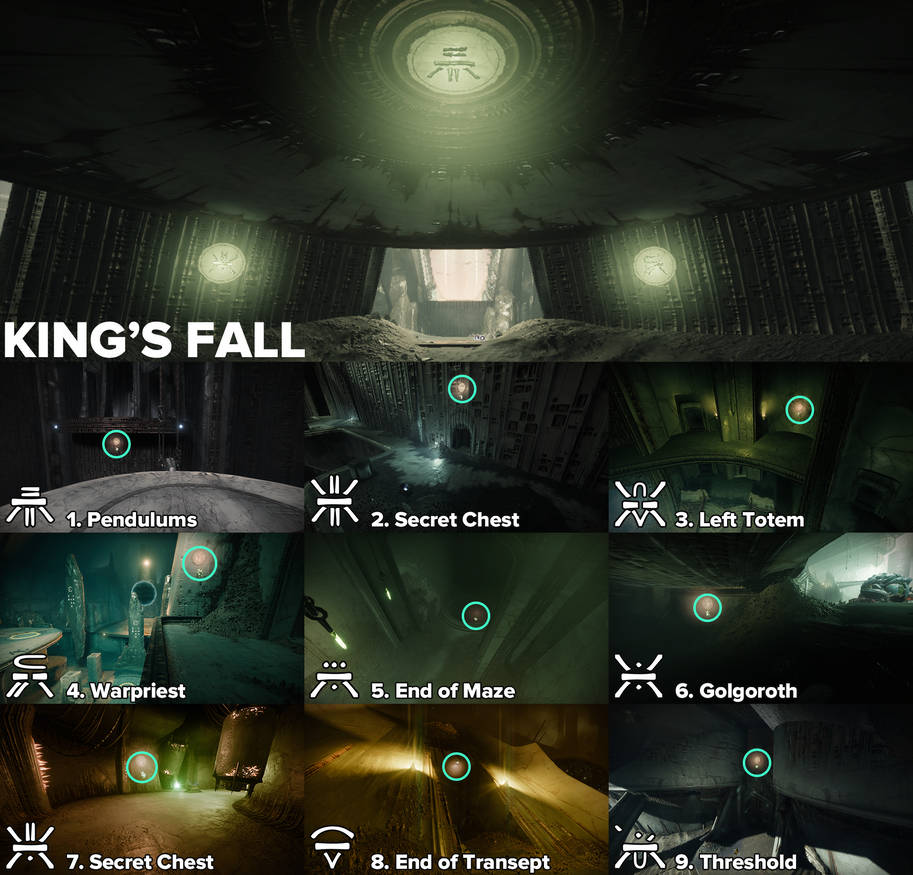 KING'S FALL
1. Pendulums
2. Secret Chest
3. Left Totem
4. Warpriest
5. End of Maze
6. Golgoroth
7. Secret Chest
8. End of Transept
9. Threshold